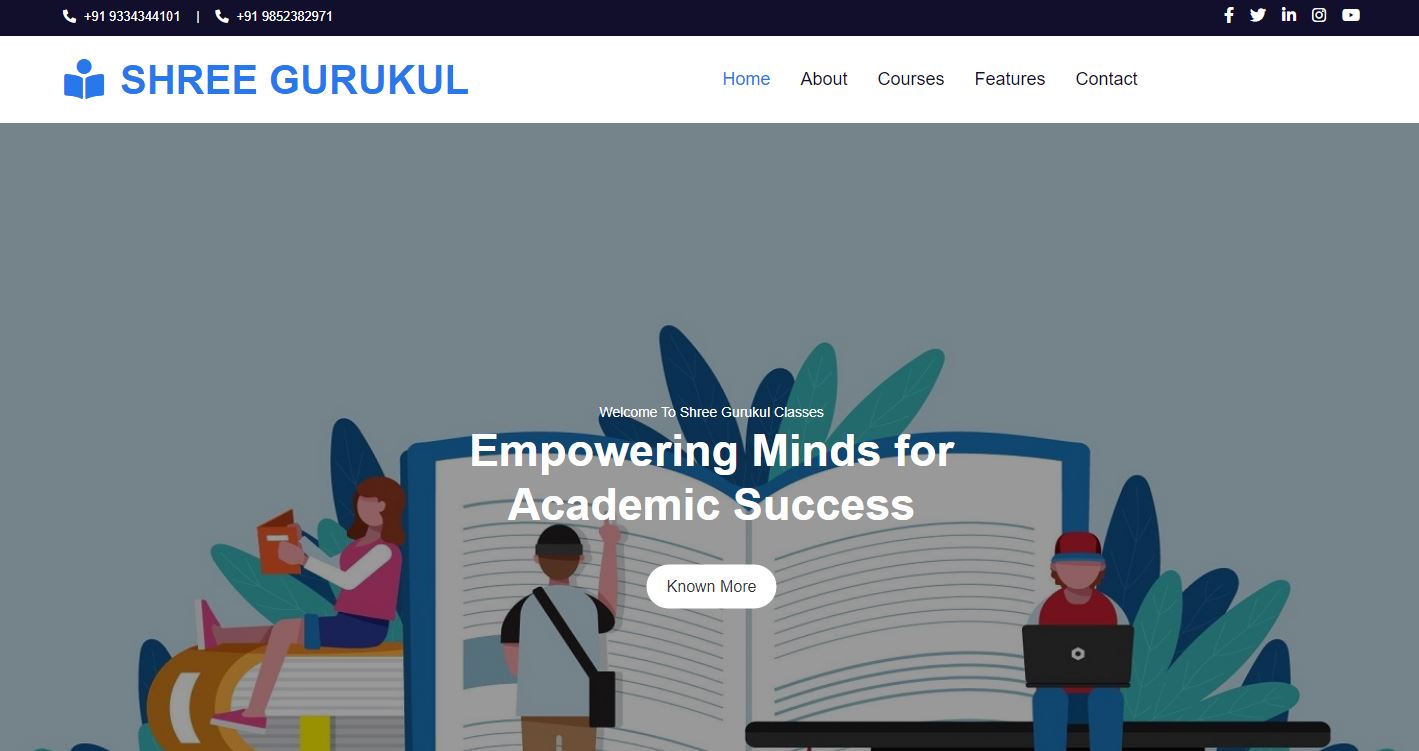 +91 9334344101 | +91 9852382971
SHREE GURUKUL
Home About Courses Features Contact
Welcome To Shree Gurukul Classes
Empowering Minds for
Academic Success
Known More